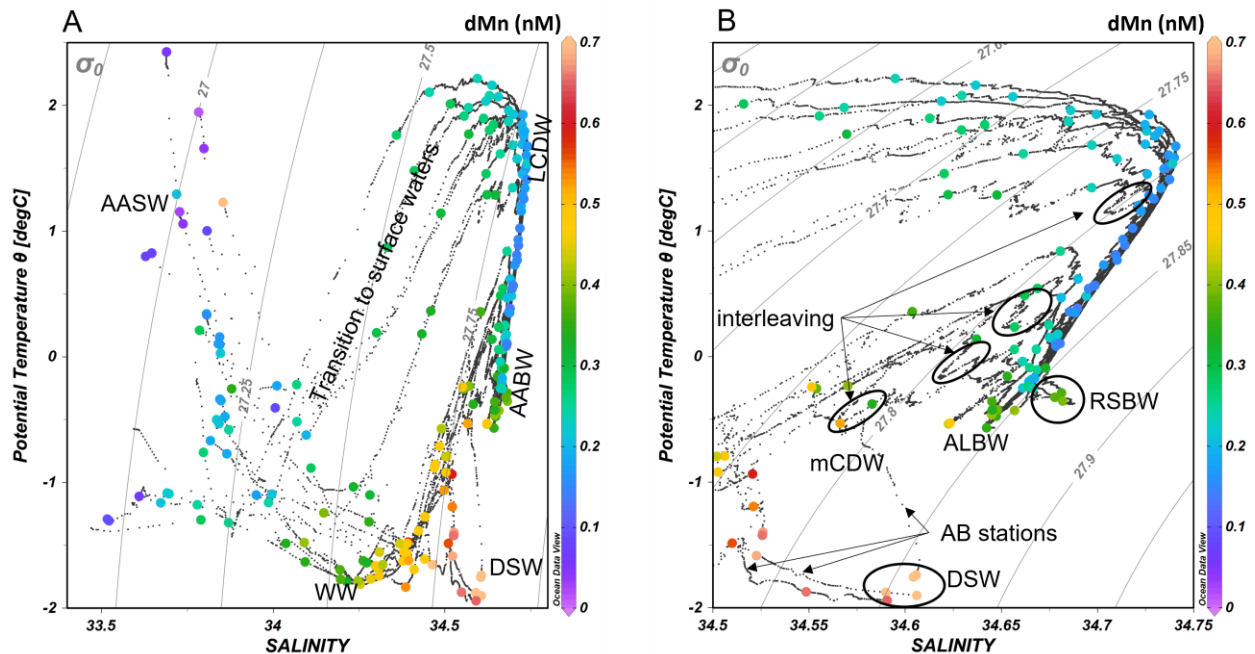 A
dMn (nM)
σ0
27
27.5
27.25
27.75
AASW
Transition to surface waters
LCDW
AABW
WW
DSW
Potential Temperature θ [degC]
2
1
0
-1
-2
33.5
34
34.5
SALINITY
0.7
0.6
0.5
0.4
0.3
0.2
0.1
0
Ocean Data View
B
dMn (nM)
σ0
27.75
27.7
27.85
27.8
27.9
interleaving
RSBW
ALBW
mCDW
AB stations
DSW
Potential Temperature θ [degC]
2
1
0
-1
-2
34.5
34.55
34.6
34.65
34.7
34.75
SALINITY
0.7
0.6
0.5
0.4
0.3
0.2
0.1
0
Ocean Data View